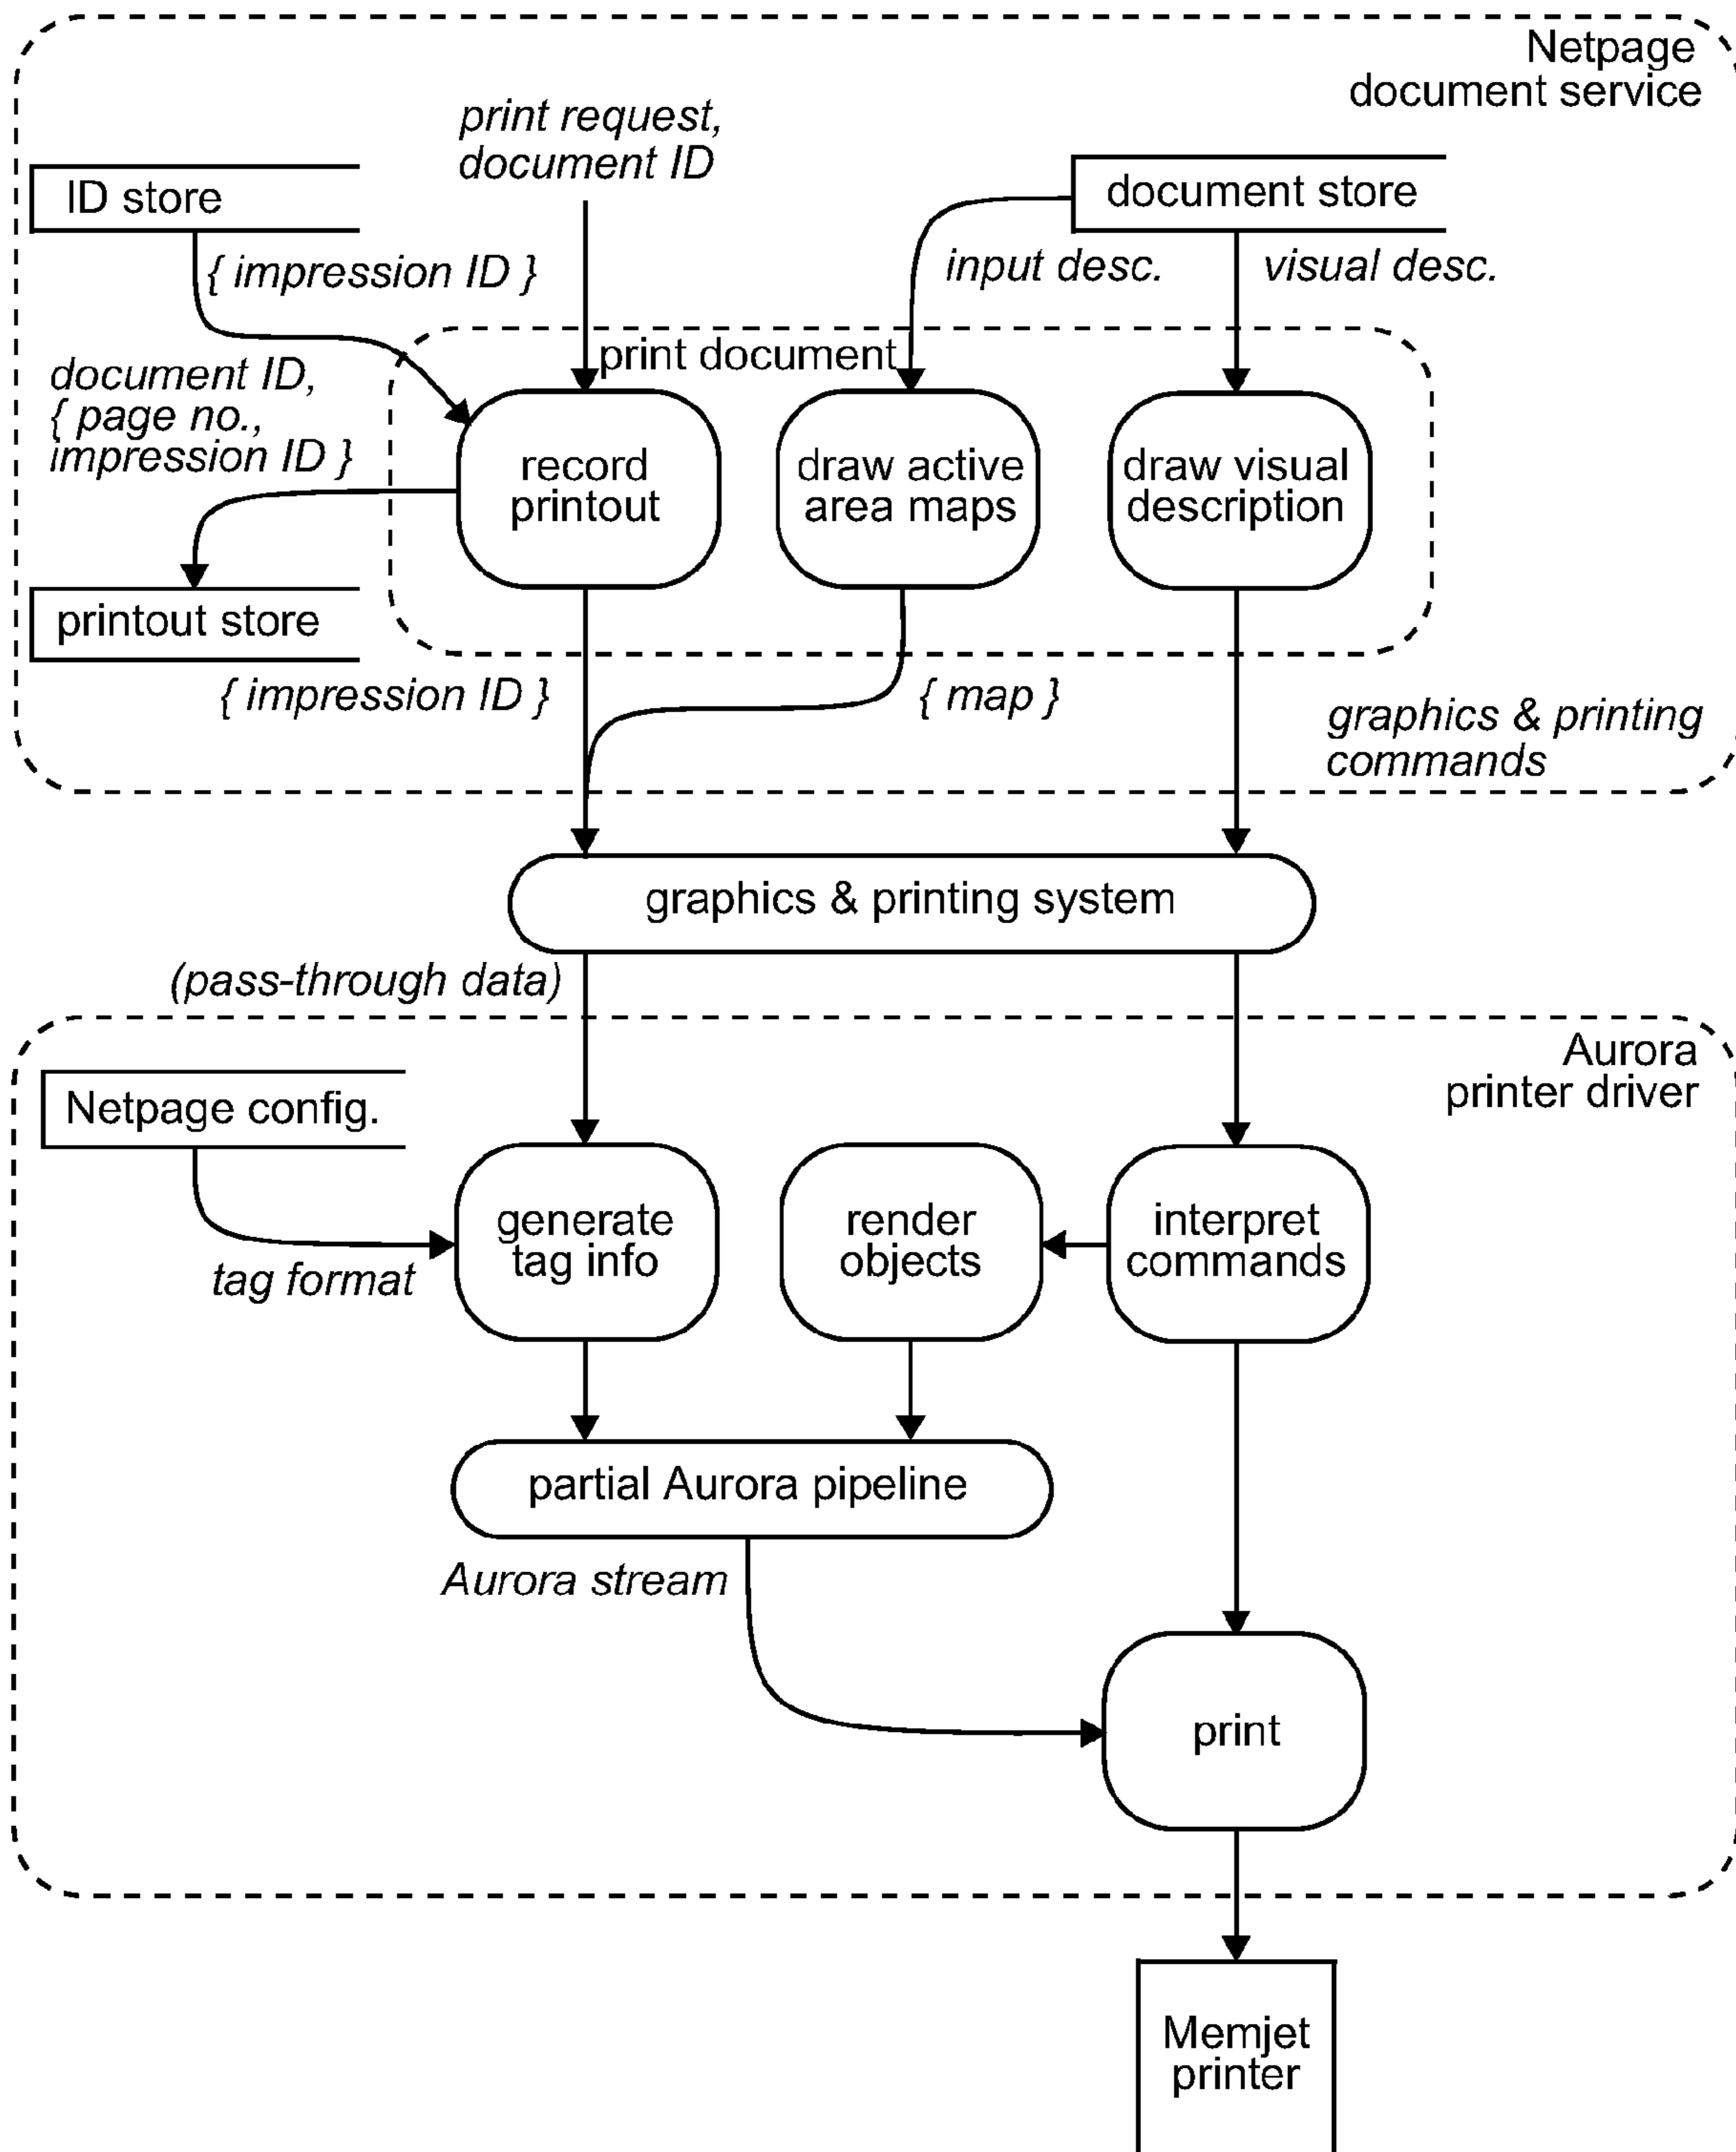 Netpage
document service
print request,
document ID
ID store
document store
{ impression ID }
input desc.
visual desc.
print document
document ID,
{ page no.,
impression ID }
record
printout
draw active
area maps
draw visual
description
printout store
{ impression ID }
{ map }
graphics & printing
commands
graphics & printing system
(pass-through data)
Aurora
printer driver
Netpage config.
generate
tag info
render
objects
interpret
commands
tag format
partial Aurora pipeline
Aurora stream
print
Memjet
printer